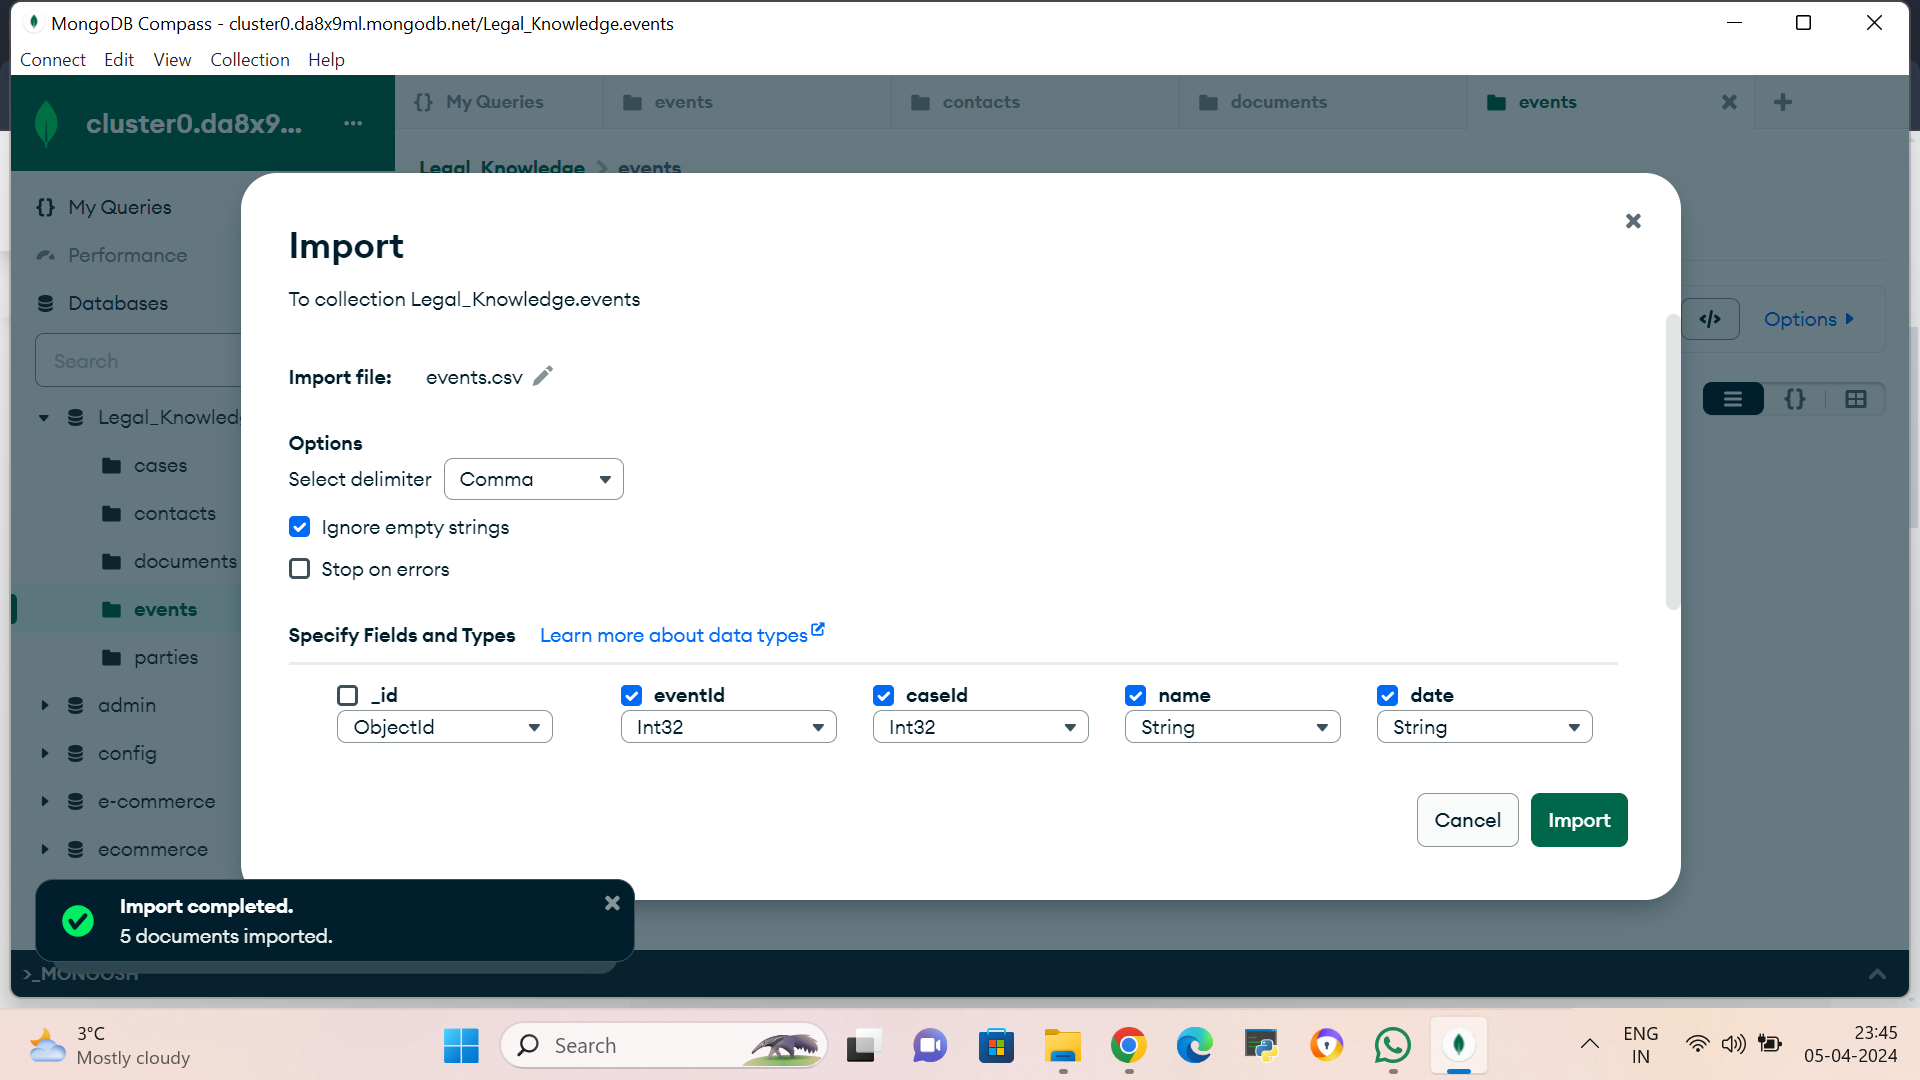 MongoDB Compass - cluster0.da8x9ml.mongodb.net/Legal_Knowledge.events
Connect Edit View Collection Help
cluster0.da8x9... ...
{} My Queries
events
contacts
documents
events
Legal_Knowledge > events
{} My Queries
Performance
Databases
Search
Legal_Knowled
cases
contacts
documents
events
parties
admin
config
e-commerce
ecommerce
Import
To collection Legal_Knowledge.events
Import file: events.csv
Options
Select delimiter Comma
Ignore empty strings
Stop on errors
Specify Fields and Types Learn more about data types
_id eventId caseId name date
ObjectId Int32 Int32 String String
Cancel Import
</> Options
{}
Import completed.
5 documents imported.
>_MONGOSH
3°C
Mostly cloudy
Search
ENG
IN
23:45
05-04-2024